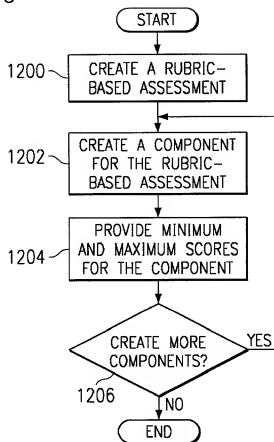 START
1200
CREATE A RUBRIC-
BASED ASSESSMENT
1202
CREATE A COMPONENT
FOR THE RUBRIC-
BASED ASSESSMENT
1204
PROVIDE MINIMUM
AND MAXIMUM SCORES
FOR THE COMPONENT
CREATE MORE
COMPONENTS?
YES
1206
NO
END